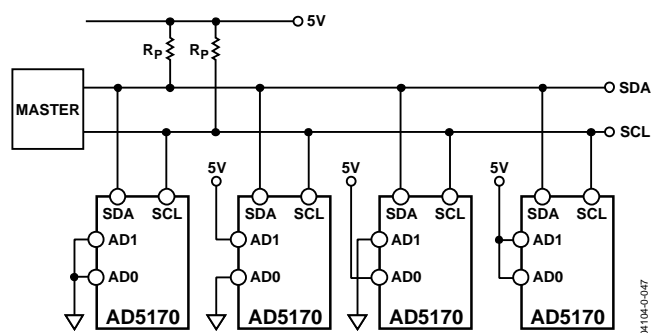 5V
RP RP
MASTER
SDA
SCL
5V 5V 5V
SDA SCL SDA SCL SDA SCL SDA SCL
AD1 AD1 AD1 AD1
AD0 AD0 AD0 AD0
AD5170 AD5170 AD5170 AD5170
04104-0-047